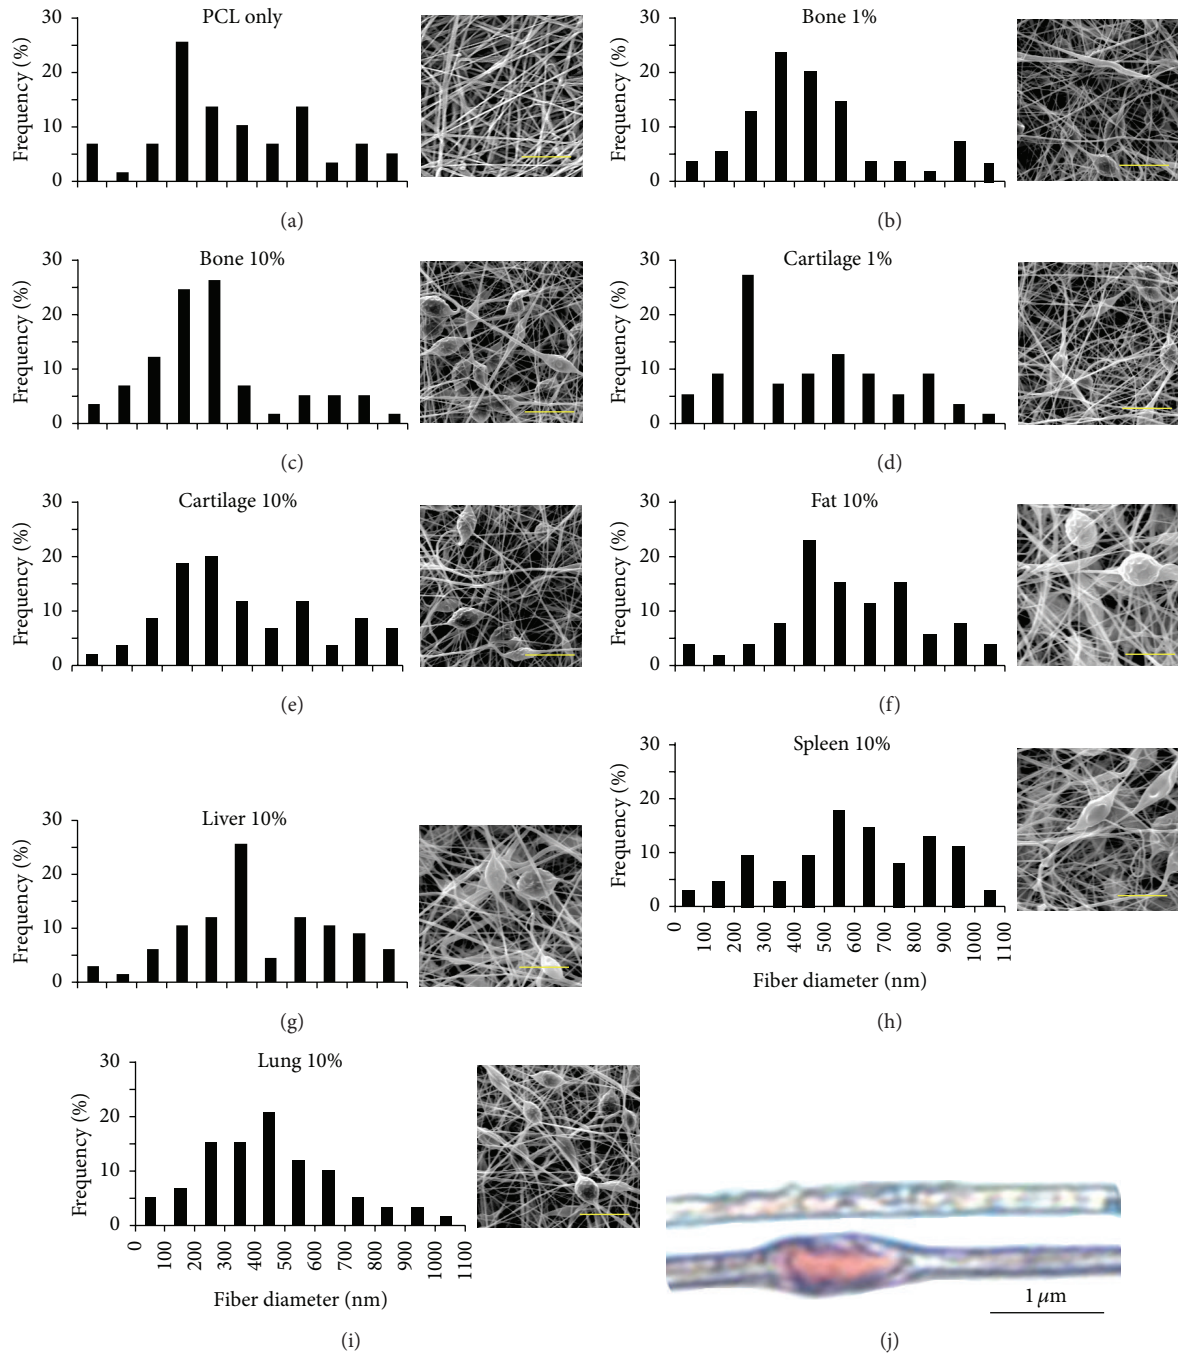 PCL only
Frequency (%)
30
20
10
0
(a)
Bone 1%
Frequency (%)
30
20
10
0
(b)
Bone 10%
Frequency (%)
30
20
10
0
(c)
Cartilage 1%
Frequency (%)
30
20
10
0
(d)
Cartilage 10%
Frequency (%)
30
20
10
0
(e)
Fat 10%
Frequency (%)
30
20
10
0
(f)
Liver 10%
Frequency (%)
30
20
10
0
(g)
Spleen 10%
Frequency (%)
30
20
10
0
0 100 200 300 400 500 600 700 800 900 1000 1100
Fiber diameter (nm)
(h)
Lung 10%
Frequency (%)
30
20
10
0
0 100 200 300 400 500 600 700 800 900 1000 1100
Fiber diameter (nm)
(i)
1 μm
(j)